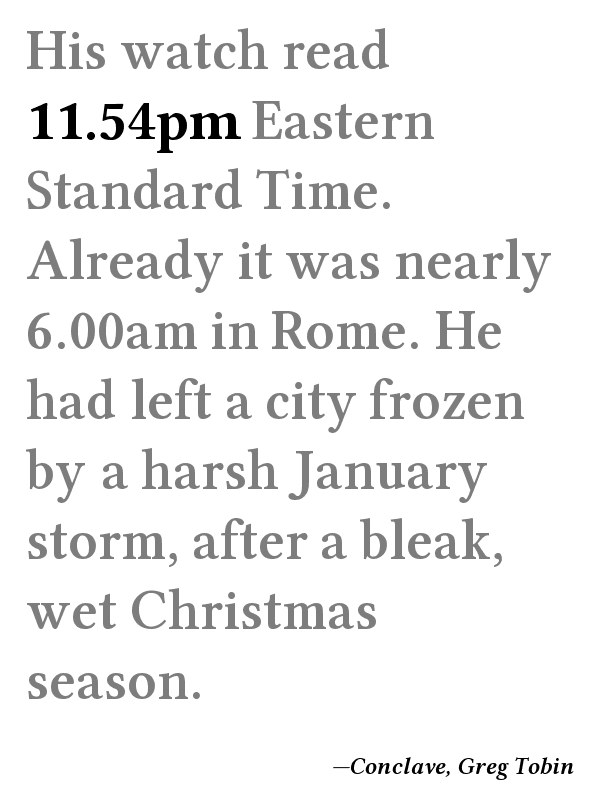 His watch read
11.54pm Eastern
Standard Time.
Already it was nearly
6.00am in Rome. He
had left a city frozen
by a harsh January
storm, after a bleak,
wet Christmas
season.
—Conclave, Greg Tobin